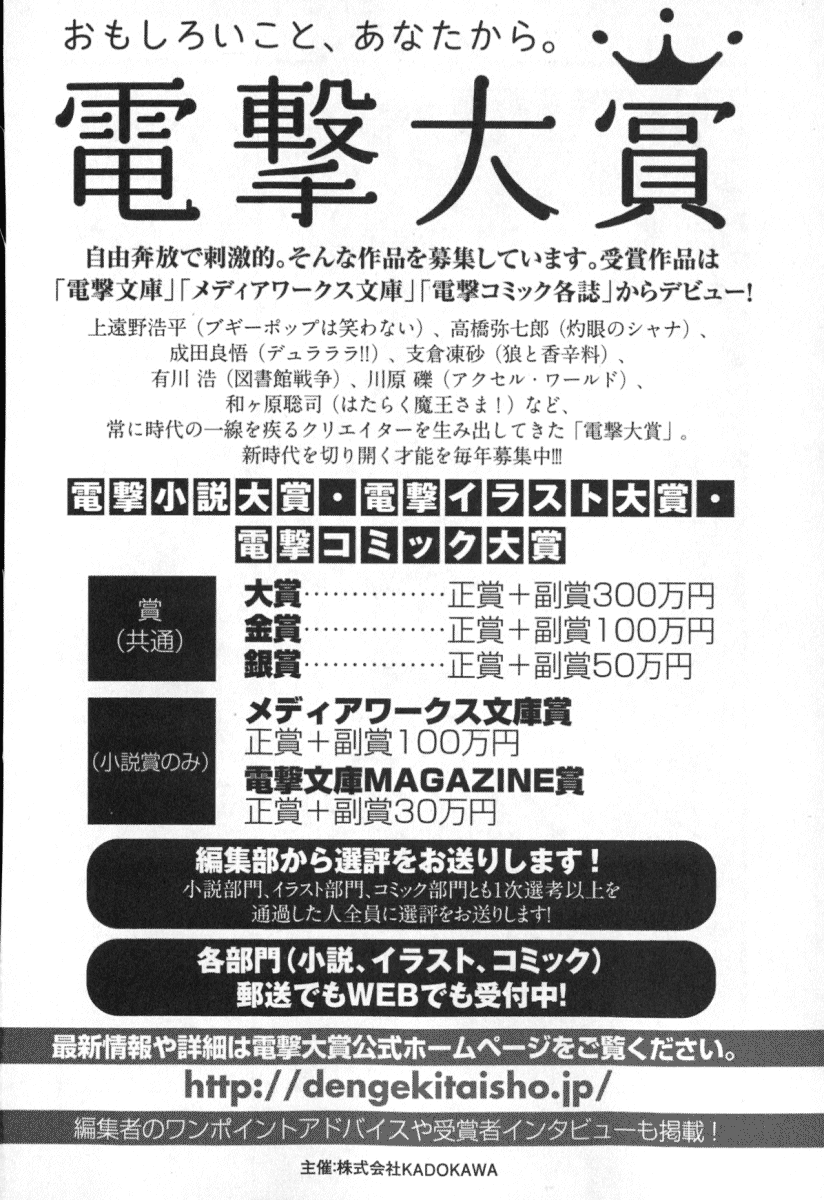 おもしろいこと、あなたから。
電撃大賞
自由奔放で刺激的。そんな作品を募集しています。受賞作品は
「電撃文庫」「メディアワークス文庫」「電撃コミック各誌」からデビュー!
上遠野浩平（ブギーポップは笑わない）、高橋弥七郎（灼眼のシャナ）、
成田良悟（デュラララ!!）、支倉凍砂（狼と香辛料）、
有川 浩（図書館戦争）、川原 礫（アクセル・ワールド）、
和ヶ原聡司（はたらく魔王さま！）など、
常に時代の一線を疾るクリエイターを生み出してきた「電撃大賞」。
新時代を切り開く才能を毎年募集中!!!
電撃小説大賞・電撃イラスト大賞・
電撃コミック大賞
賞
（共通）
大賞……………正賞＋副賞300万円
金賞……………正賞＋副賞100万円
銀賞……………正賞＋副賞50万円
（小説賞のみ）
メディアワークス文庫賞
正賞＋副賞100万円
電撃文庫MAGAZINE賞
正賞＋副賞30万円
編集部から選評をお送りします！
小説部門、イラスト部門、コミック部門とも1次選考以上を
通過した人全員に選評をお送りします!
各部門（小説、イラスト、コミック）
郵送でもWEBでも受付中!
最新情報や詳細は電撃大賞公式ホームページをご覧ください。
http://dengekitaisho.jp/
編集者のワンポイントアドバイスや受賞者インタビューも掲載！
主催:株式会社KADOKAWA